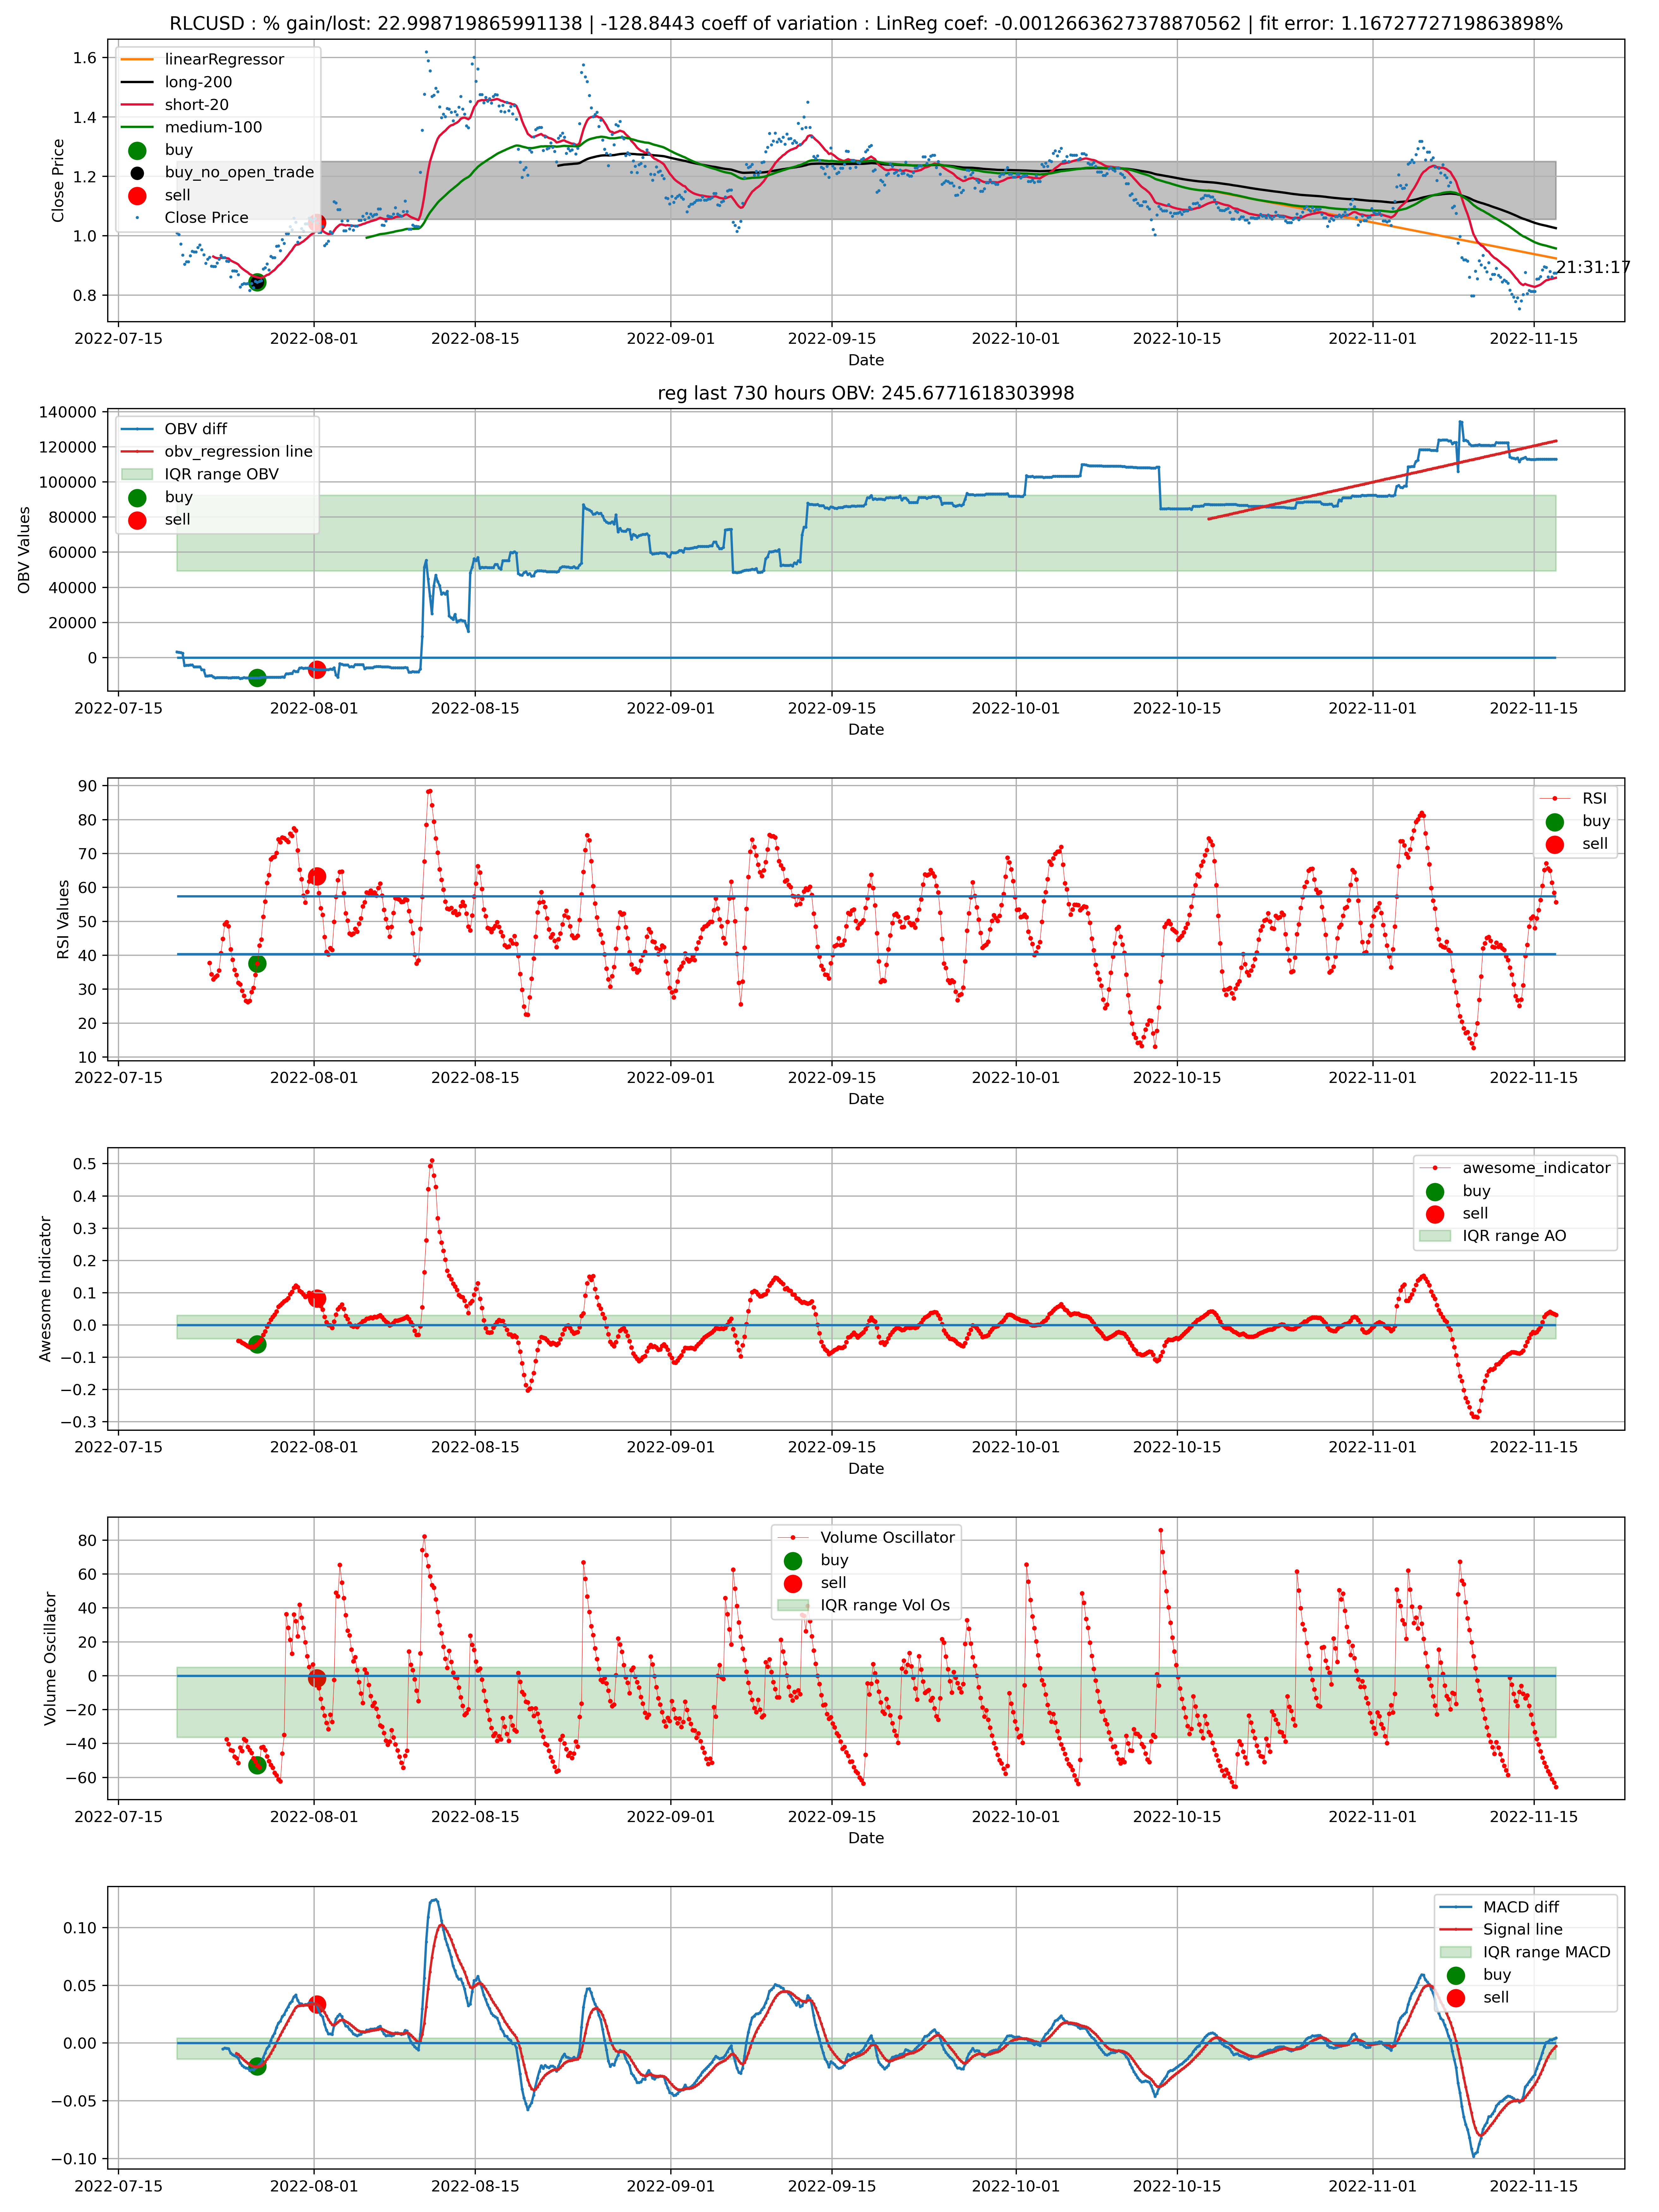 RLCUSD : % gain/lost: 22.998719865991138 | -128.8443 coeff of variation : LinReg coef: -0.0012663627378870562 | fit error: 1.1672772719863898%
linearRegressor
long-200
short-20
medium-100
buy
buy_no_open_trade
sell
Close Price
Close Price
1.6
1.4
1.2
1.0
0.8
21:31:17
2022-07-15 2022-08-01 2022-08-15 2022-09-01 2022-09-15 2022-10-01 2022-10-15 2022-11-01 2022-11-15
Date
reg last 730 hours OBV: 245.6771618303998
OBV diff
obv_regression line
IQR range OBV
buy
sell
OBV Values
140000
120000
100000
80000
60000
40000
20000
0
2022-07-15 2022-08-01 2022-08-15 2022-09-01 2022-09-15 2022-10-01 2022-10-15 2022-11-01 2022-11-15
Date
RSI
buy
sell
RSI Values
90
80
70
60
50
40
30
20
10
2022-07-15 2022-08-01 2022-08-15 2022-09-01 2022-09-15 2022-10-01 2022-10-15 2022-11-01 2022-11-15
Date
awesome_indicator
buy
sell
IQR range AO
Awesome Indicator
0.5
0.4
0.3
0.2
0.1
0.0
−0.1
−0.2
−0.3
2022-07-15 2022-08-01 2022-08-15 2022-09-01 2022-09-15 2022-10-01 2022-10-15 2022-11-01 2022-11-15
Date
Volume Oscillator
buy
sell
IQR range Vol Os
Volume Oscillator
80
60
40
20
0
−20
−40
−60
2022-07-15 2022-08-01 2022-08-15 2022-09-01 2022-09-15 2022-10-01 2022-10-15 2022-11-01 2022-11-15
Date
MACD diff
Signal line
IQR range MACD
buy
sell
0.10
0.05
0.00
−0.05
−0.10
2022-07-15 2022-08-01 2022-08-15 2022-09-01 2022-09-15 2022-10-01 2022-10-15 2022-11-01 2022-11-15